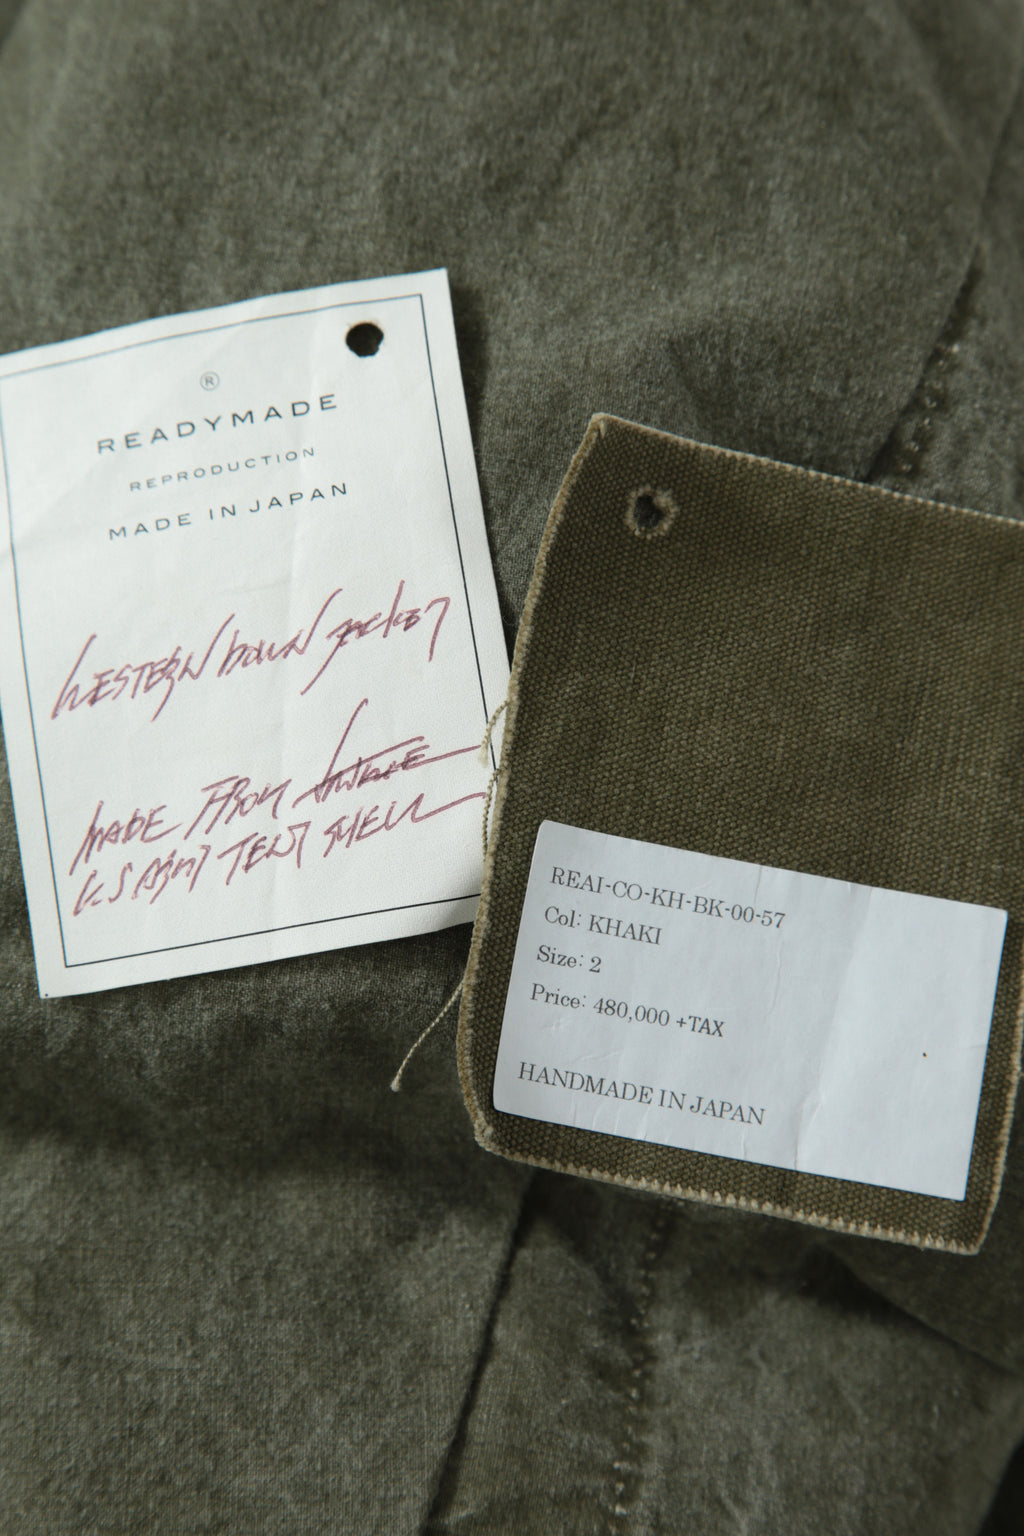 ®
READYMADE
REPRODUCTION
MADE IN JAPAN
WESTERN DOWN JACKET
MADE FROM VINTAGE
U.S ARMY TENT SHELL
REAI-CO-KH-BK-00-57
Col: KHAKI
Size: 2
Price: 480,000 +TAX
HANDMADE IN JAPAN